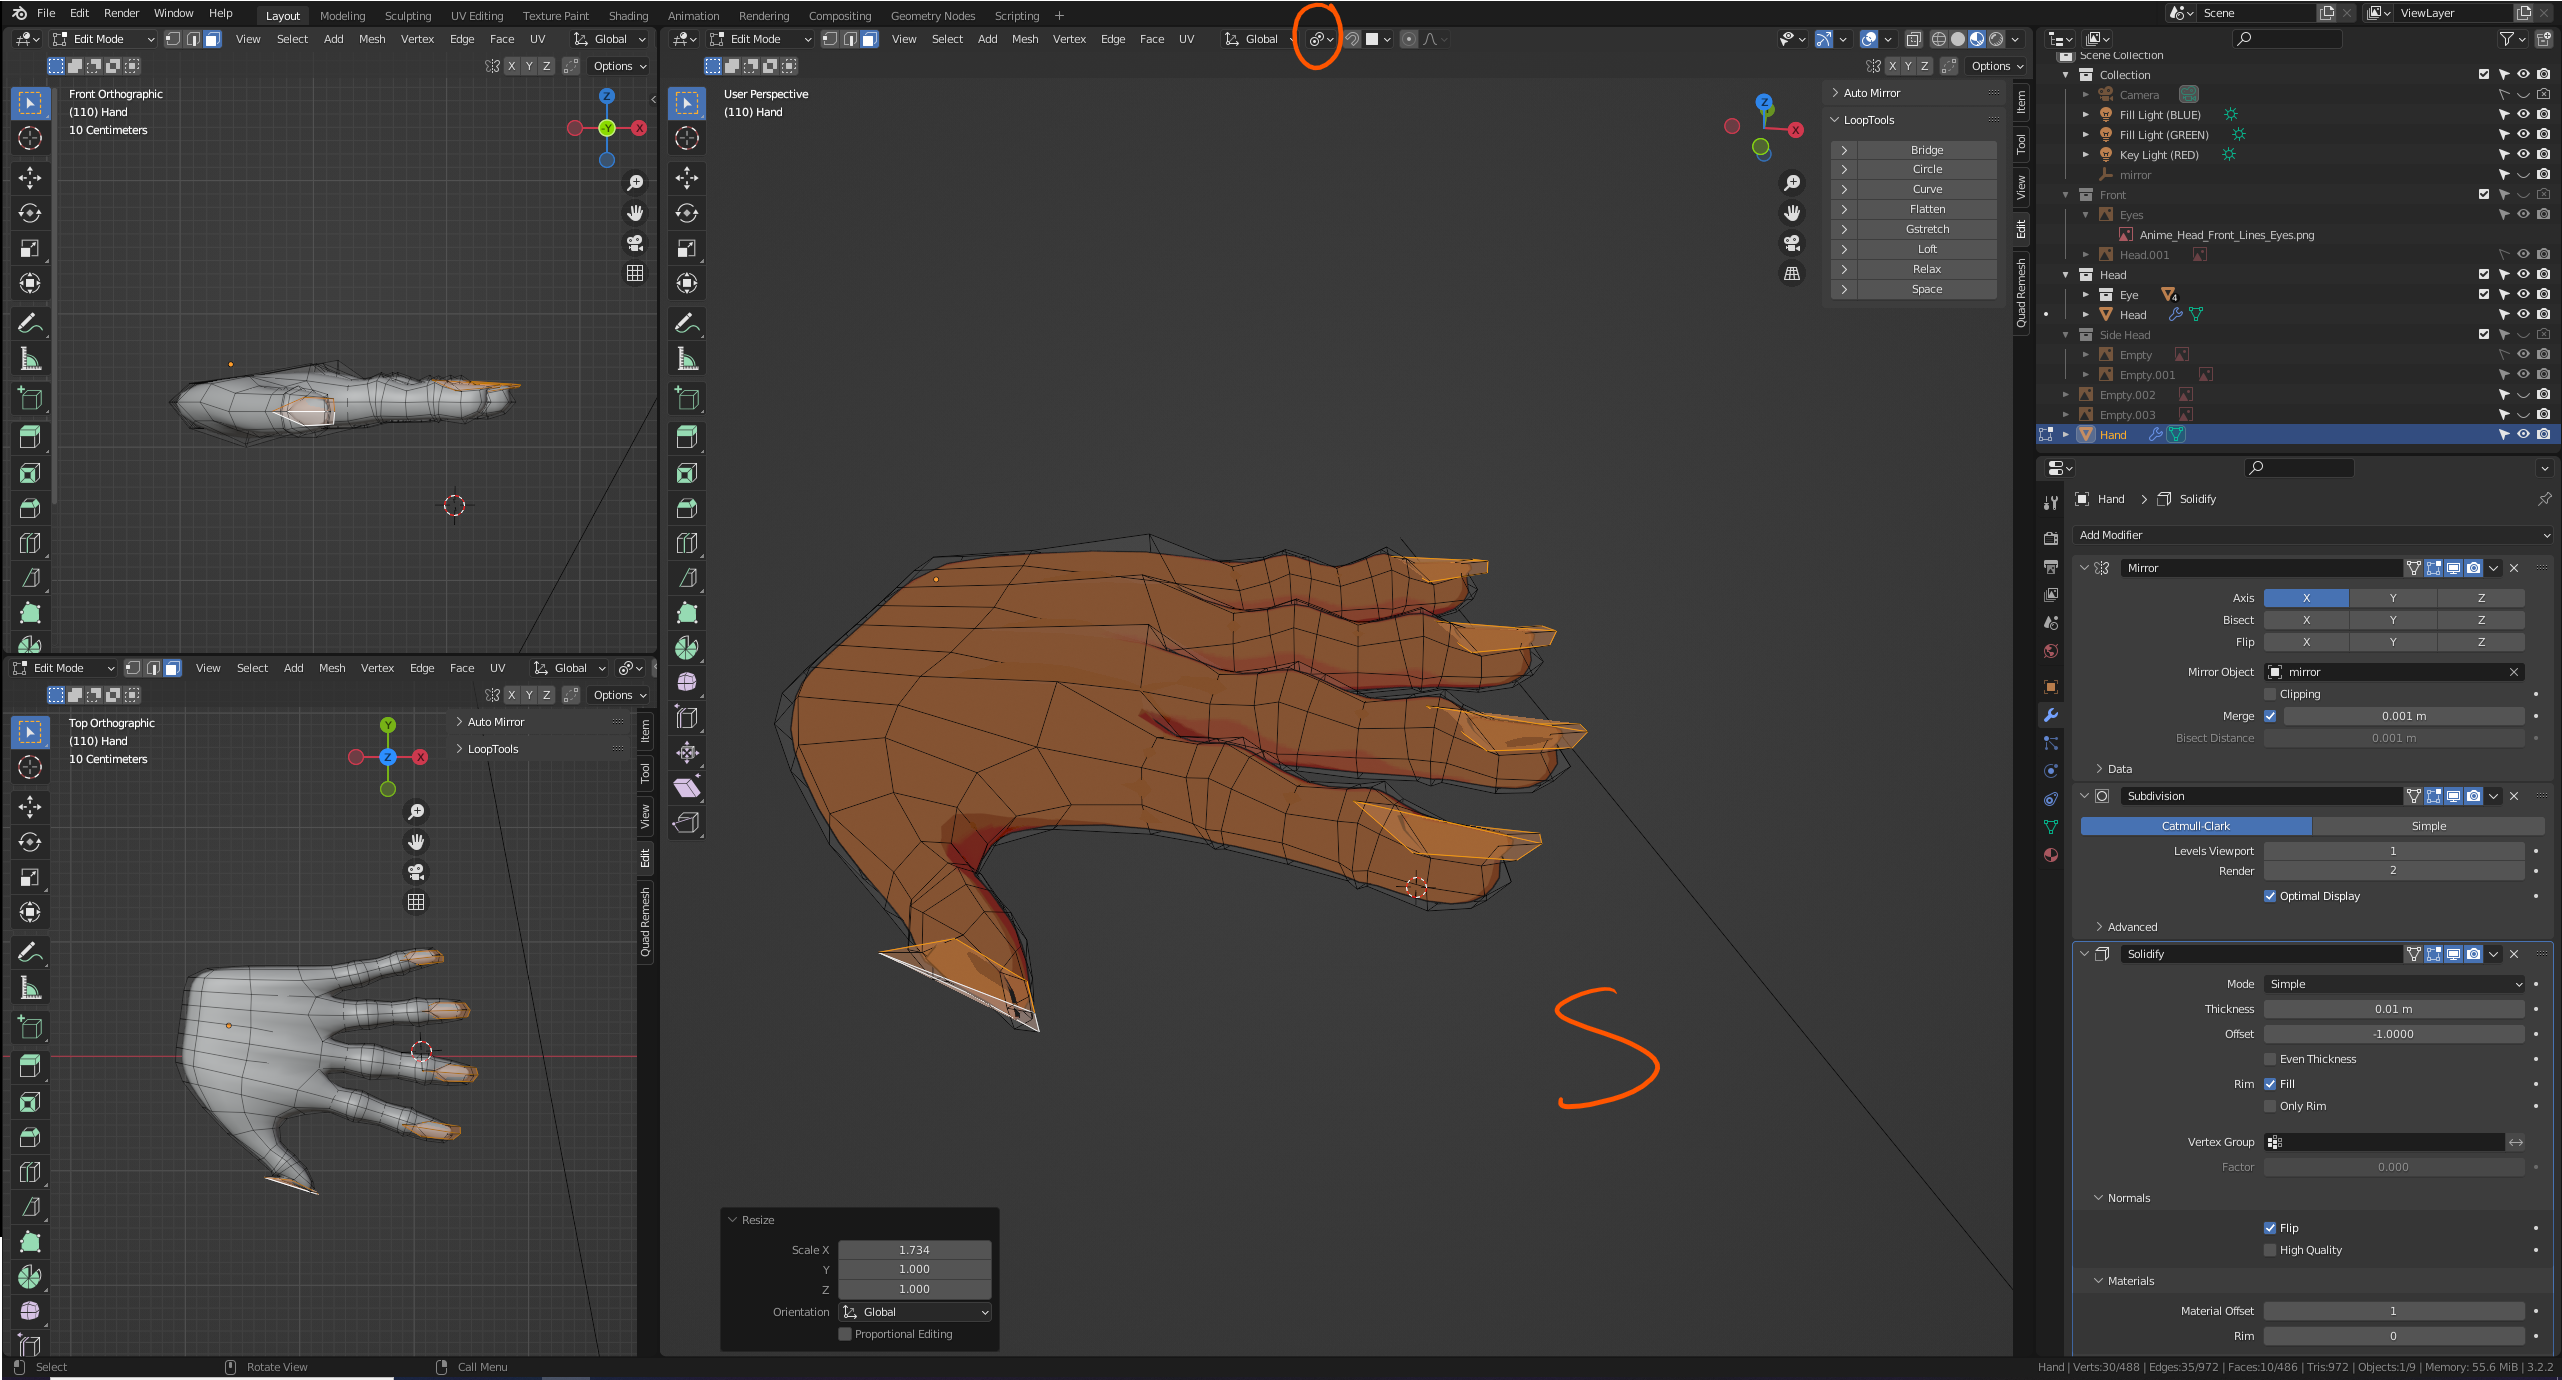 File Edit Render Window Help Layout Modeling Sculpting UV Editing Texture Paint Shading Animation Rendering Compositing Geometry Nodes Scripting + Scene ViewLayer
Edit Mode View Select Add Mesh Vertex Edge Face UV Global
X Y Z Options
Front Orthographic
(110) Hand
10 Centimeters
Z
-Y
X
Edit Mode View Select Add Mesh Vertex Edge Face UV Global
X Y Z Options
User Perspective
(110) Hand
Z
X
Auto Mirror
LoopTools
Bridge
Circle
Curve
Flatten
Gstretch
Loft
Relax
Space
Item
Tool
View
Edit
Quad Remesh
Edit Mode View Select Add Mesh Vertex Edge Face UV Global
X Y Z Options
Top Orthographic
(110) Hand
10 Centimeters
Y
Z
X
Auto Mirror
LoopTools
Item
Tool
View
Edit
Quad Remesh
S
Resize
Scale X 1.734
Y 1.000
Z 1.000
Orientation Global
Proportional Editing
Scene Collection
Collection
Camera
Fill Light (BLUE)
Fill Light (GREEN)
Key Light (RED)
mirror
Front
Eyes
Anime_Head_Front_Lines_Eyes.png
Head.001
Head
Eye 4
Head
Side Head
Empty
Empty.001
Empty.002
Empty.003
Hand
Hand > Solidify
Add Modifier
Mirror
Axis X Y Z
Bisect X Y Z
Flip X Y Z
Mirror Object mirror
Clipping
Merge 0.001 m
Bisect Distance 0.001 m
Data
Subdivision
Catmull-Clark Simple
Levels Viewport 1
Render 2
Optimal Display
Advanced
Solidify
Mode Simple
Thickness 0.01 m
Offset -1.0000
Even Thickness
Rim Fill
Only Rim
Vertex Group
Factor 0.000
Normals
Flip
High Quality
Materials
Material Offset 1
Rim 0
Select Rotate View Call Menu
Hand | Verts:30/488 | Edges:35/972 | Faces:10/486 | Tris:972 | Objects:1/9 | Memory: 55.6 MiB | 3.2.2